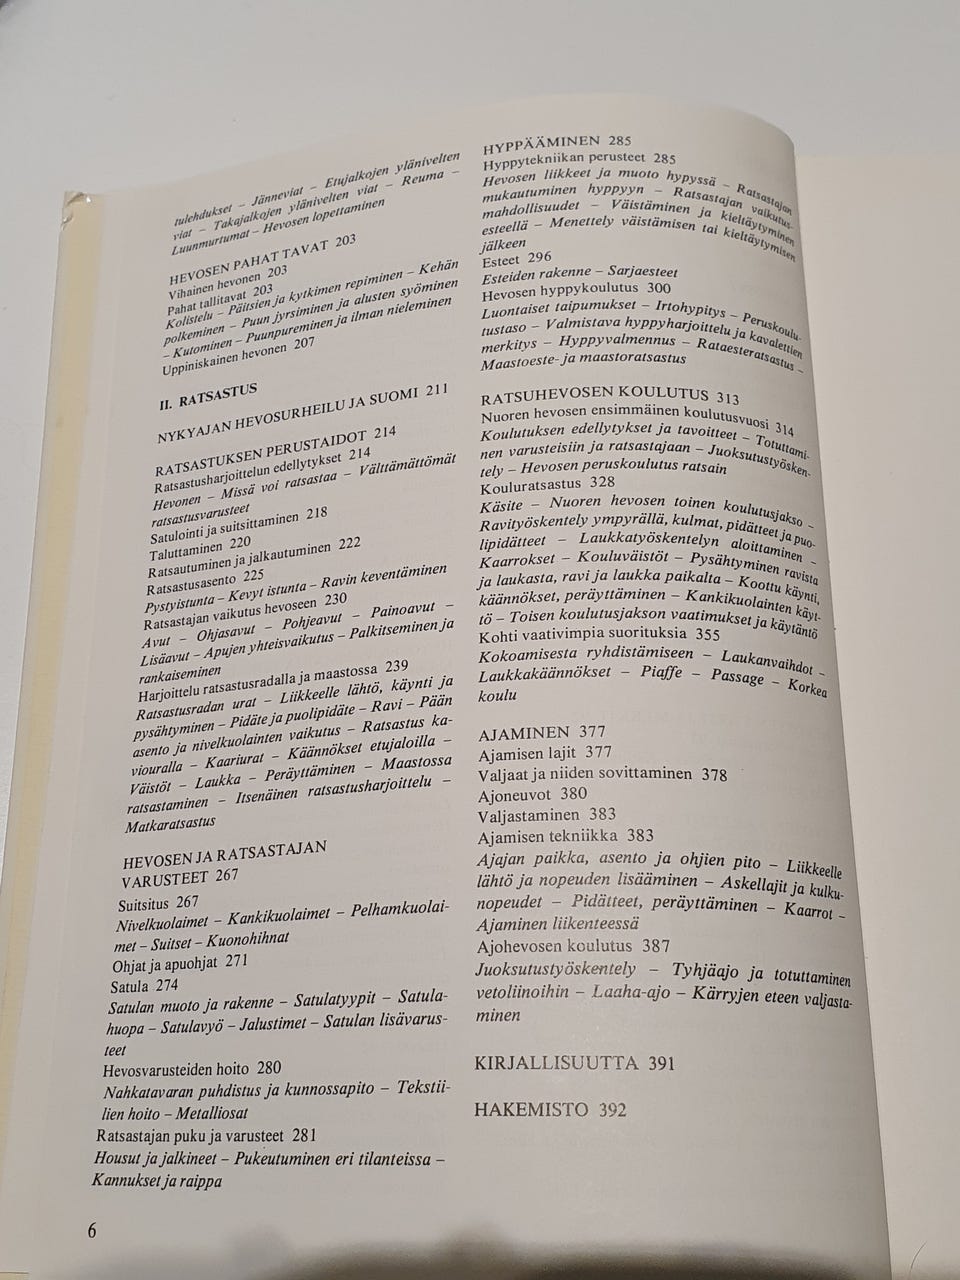 tulehdukset – Jänneviat – Etujalkojen ylänivelten
viat – Takajalkojen ylänivelten viat – Reuma –
Luunmurtumat – Hevosen lopettaminen
HEVOSEN PAHAT TAVAT 203
Vihainen hevonen 203
Pahat tallitavat 203
Kolistelu – Päitsien ja kytkimen repiminen – Kehän
polkeminen – Puun jyrsiminen ja alusten syöminen
– Kutominen – Puunpureminen ja ilman nieleminen
Uppiniskainen hevonen 207
II. RATSASTUS
NYKYAJAN HEVOSURHEILU JA SUOMI 211
RATSASTUKSEN PERUSTAIDOT 214
Ratsastusharjoittelun edellytykset 214
Hevonen – Missä voi ratsastaa – Välttämättömät
ratsastusvarusteet
Satulointi ja suitsittaminen 218
Taluttaminen 220
Ratsautuminen ja jalkautuminen 222
Ratsastusasento 225
Pystyistunta – Kevyt istunta – Ravin keventäminen
Ratsastajan vaikutus hevoseen 230
Avut – Ohjasavut – Pohjeavut – Painoavut –
Lisäavut – Apujen yhteisvaikutus – Palkitseminen ja
rankaiseminen
Harjoittelu ratsastusradalla ja maastossa 239
Ratsastusradan urat – Liikkeelle lähtö, käynti ja
pysähtyminen – Pidäte ja puolipidäte – Ravi – Pään
asento ja nivelkuolainten vaikutus – Ratsastus ka-
viouralla – Kaariurat – Käännökset etujaloilla –
Väistöt – Laukka – Peräyttäminen – Maastossa
ratsastaminen – Itsenäinen ratsastusharjoittelu –
Matkaratsastus
HEVOSEN JA RATSASTAJAN
VARUSTEET 267
Suitsitus 267
Nivelkuolaimet – Kankikuolaimet – Pelhamkuolai-
met – Suitset – Kuonohihnat
Ohjat ja apuohjat 271
Satula 274
Satulan muoto ja rakenne – Satulatyypit – Satula-
huopa – Satulavyö – Jalustimet – Satulan lisävarus-
teet
Hevosvarusteiden hoito 280
Nahkatavaran puhdistus ja kunnossapito – Tekstii-
lien hoito – Metalliosat
Ratsastajan puku ja varusteet 281
Housut ja jalkineet – Pukeutuminen eri tilanteissa –
Kannukset ja raippa
6
HYPPÄÄMINEN 285
Hyppytekniikan perusteet 285
Hevosen liikkeet ja muoto hypyssä – Ratsastajan
mukautuminen hyppyyn – Ratsastajan vaikutus-
mahdollisuudet – Väistäminen ja kieltäytyminen
esteellä – Menettely väistämisen tai kieltäytymisen
jälkeen
Esteet 296
Esteiden rakenne – Sarjaesteet
Hevosen hyppykoulutus 300
Luontaiset taipumukset – Irtohypitys – Peruskoulu-
tustaso – Valmistava hyppyharjoittelu ja kavalettien
merkitys – Hyppyvalmennus – Rataesteratsastus –
Maastoeste- ja maastoratsastus
RATSUHEVOSEN KOULUTUS 313
Nuoren hevosen ensimmäinen koulutusvuosi 314
Koulutuksen edellytykset ja tavoitteet – Totuttami-
nen varusteisiin ja ratsastajaan – Juoksutustyösken-
tely – Hevosen peruskoulutus ratsain
Kouluratsastus 328
Käsite – Nuoren hevosen toinen koulutusjakso –
Ravityöskentely ympyrällä, kulmat, pidätteet ja puo-
lipidätteet – Laukkatyöskentelyn aloittaminen –
Kaarrokset – Kouluväistöt – Pysähtyminen ravista
ja laukasta, ravi ja laukka paikalta – Koottu käynti,
käännökset, peräyttäminen – Kankikuolainten käyt-
tö – Toisen koulutusjakson vaatimukset ja käytäntö
Kohti vaativimpia suorituksia 355
Kokoamisesta ryhdistämiseen – Laukanvaihdot –
Laukkakäännökset – Piaffe – Passage – Korkea
koulu
AJAMINEN 377
Ajamisen lajit 377
Valjaat ja niiden sovittaminen 378
Ajoneuvot 380
Valjastaminen 383
Ajamisen tekniikka 383
Ajajan paikka, asento ja ohjien pito – Liikkeelle
lähtö ja nopeuden lisääminen – Askellajit ja kulku-
nopeudet – Pidätteet, peräyttäminen – Kaarrot –
Ajaminen liikenteessä
Ajohevosen koulutus 387
Juoksutustyöskentely – Tyhjäajo ja totuttaminen
vetoliinoihin – Laaha-ajo – Kärryjen eteen valjasta-
minen
KIRJALLISUUTTA 391
HAKEMISTO 392